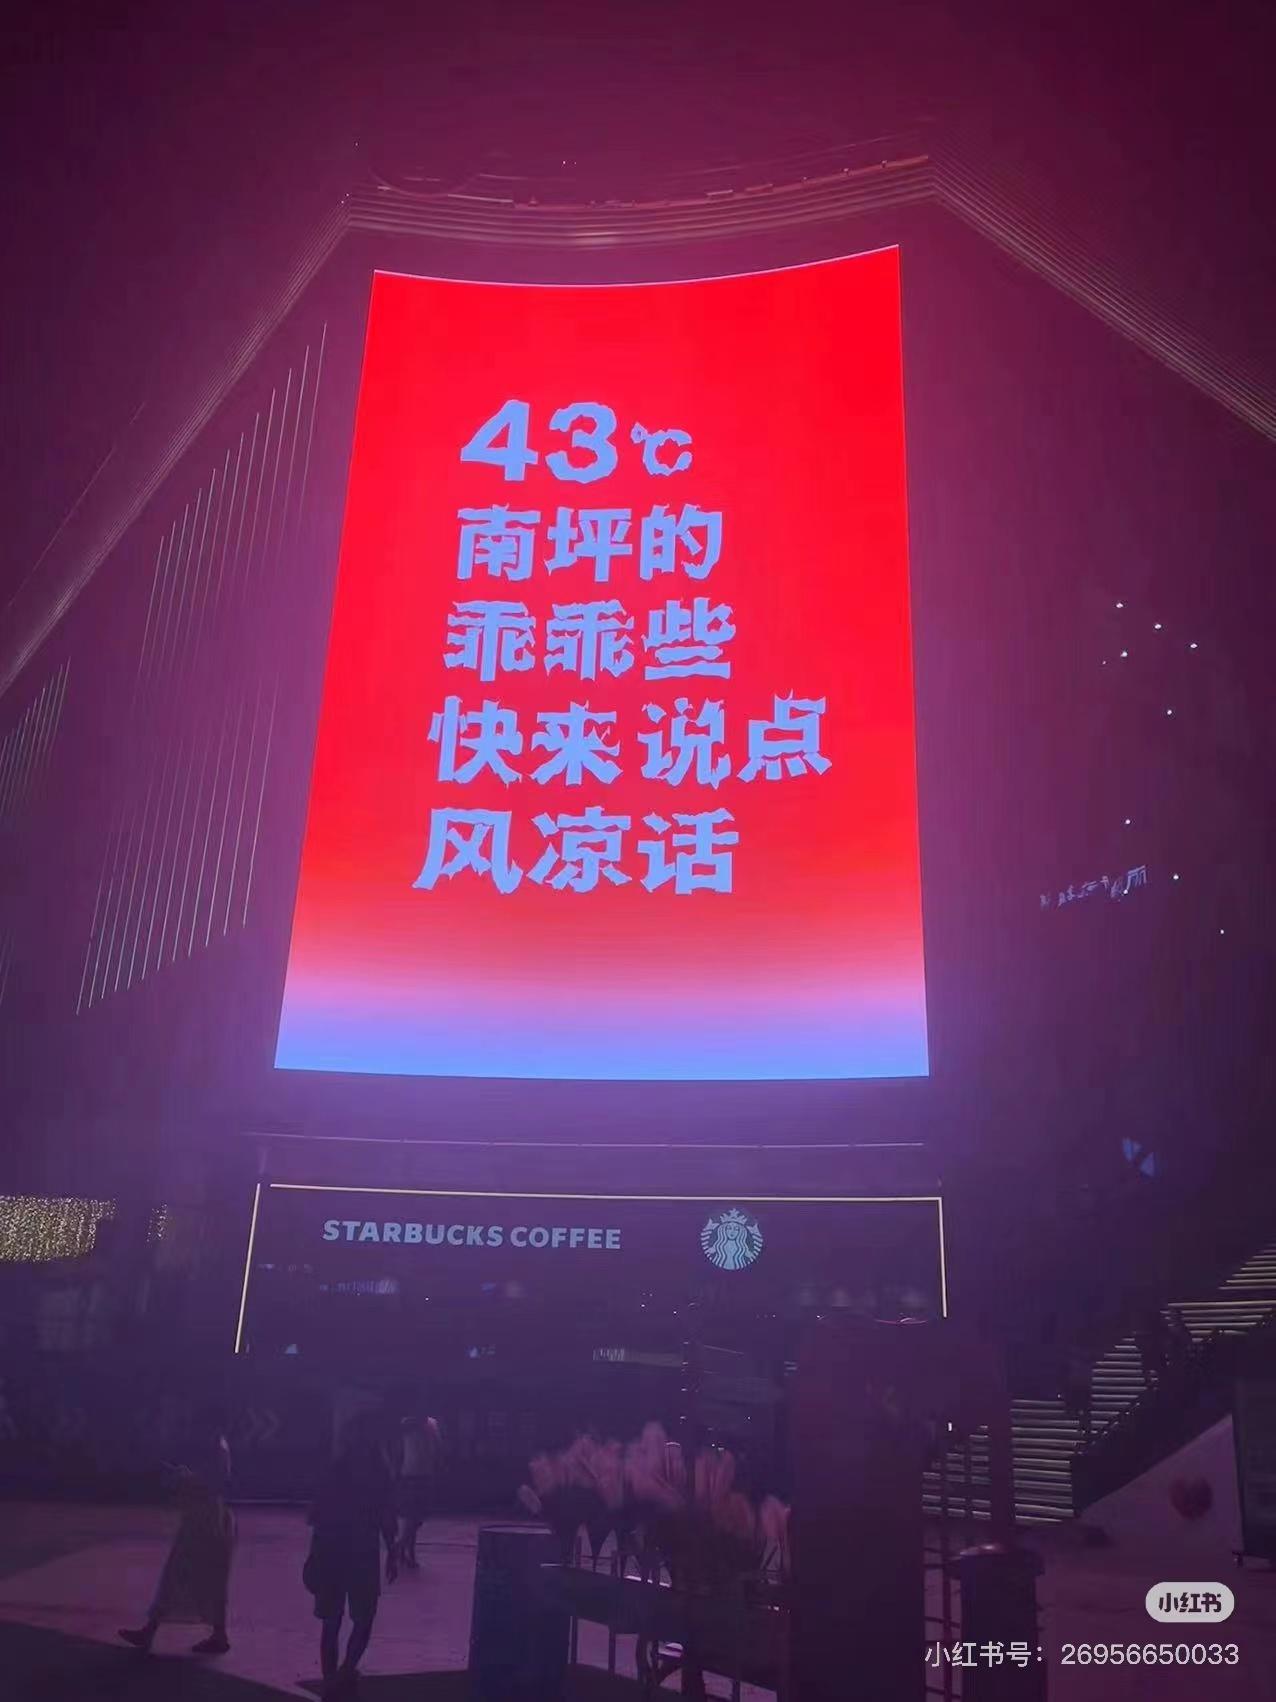 43℃
南坪的
乖乖些
快来说点
风凉话
STARBUCKS COFFEE
小红书
小红书号：26956650033